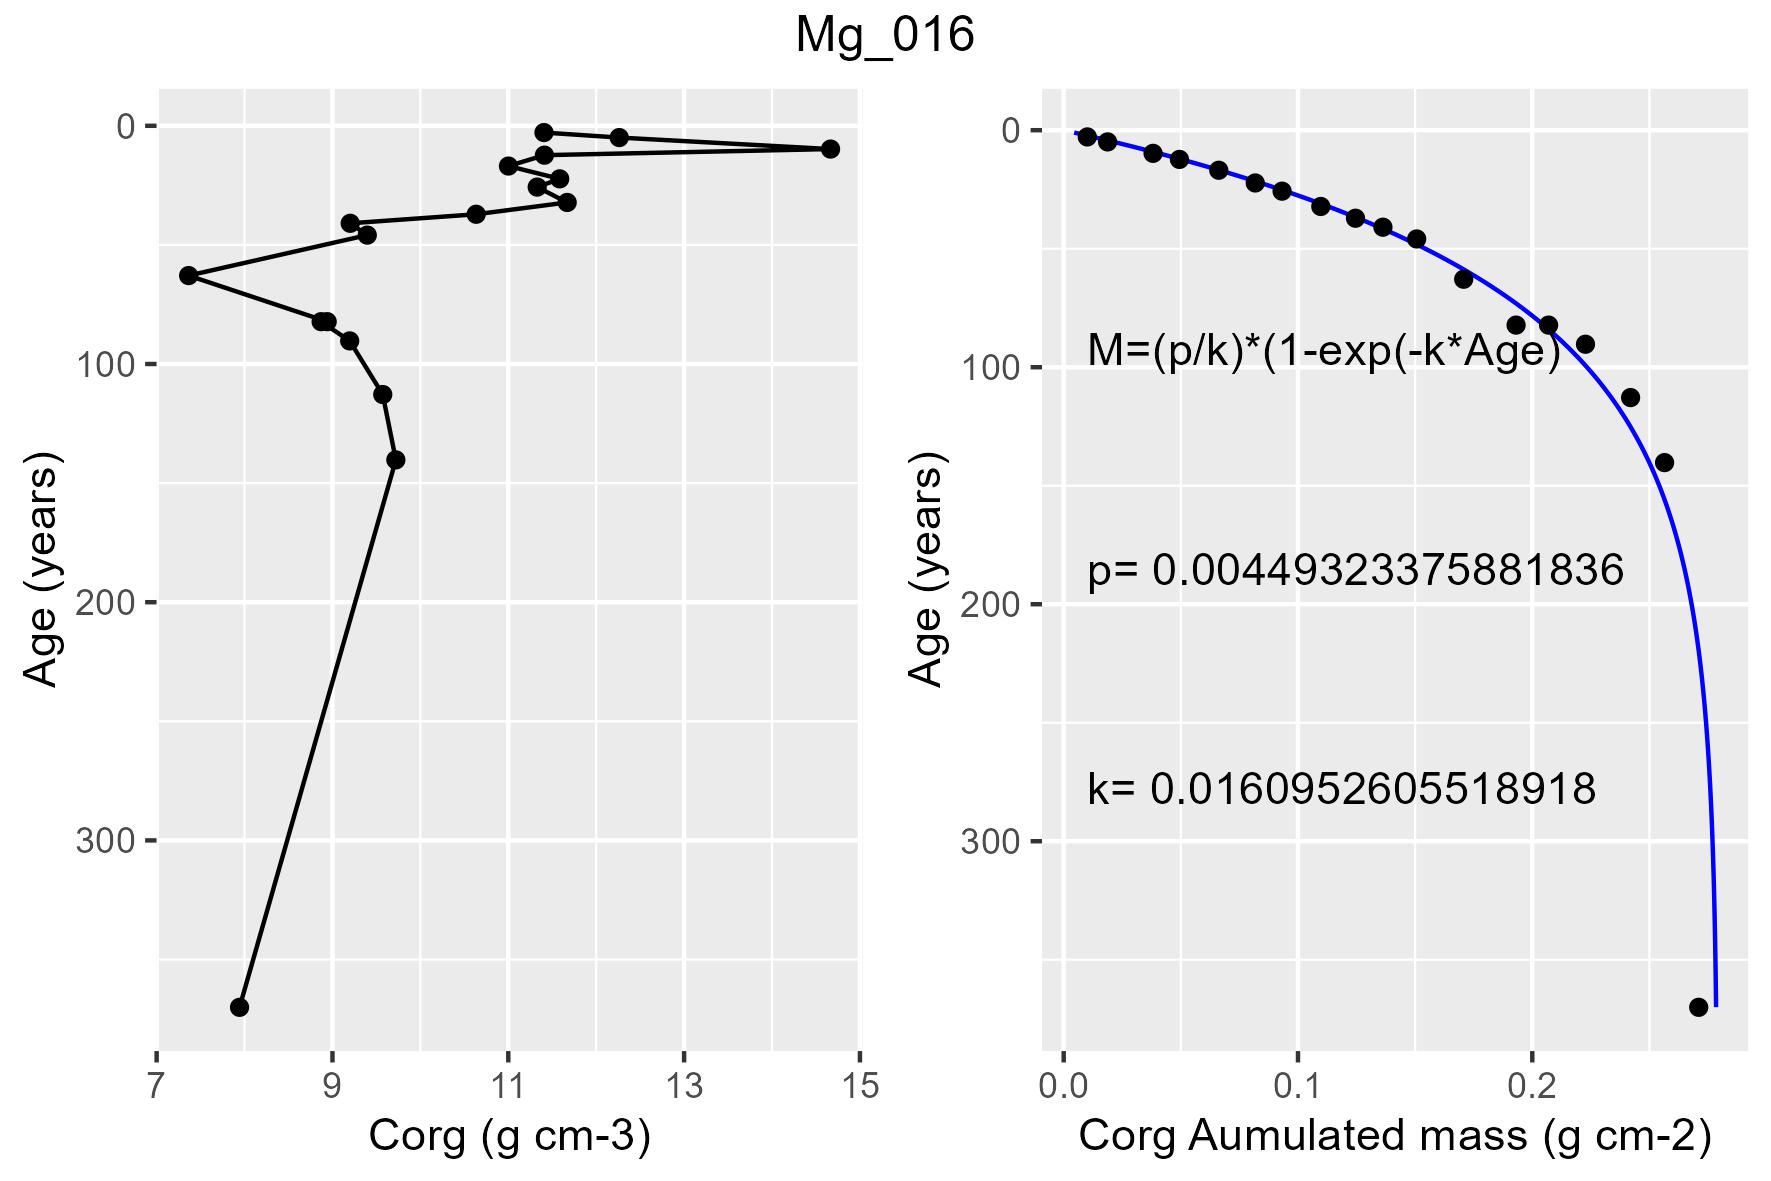 Mg_016
0
100
200
300
Age (years)
7 9 11 13 15
Corg (g cm-3)
0
100
200
300
Age (years)
M=(p/k)*(1-exp(-k*Age)
p= 0.00449323375881836
k= 0.0160952605518918
0.0 0.1 0.2
Corg Aumulated mass (g cm-2)